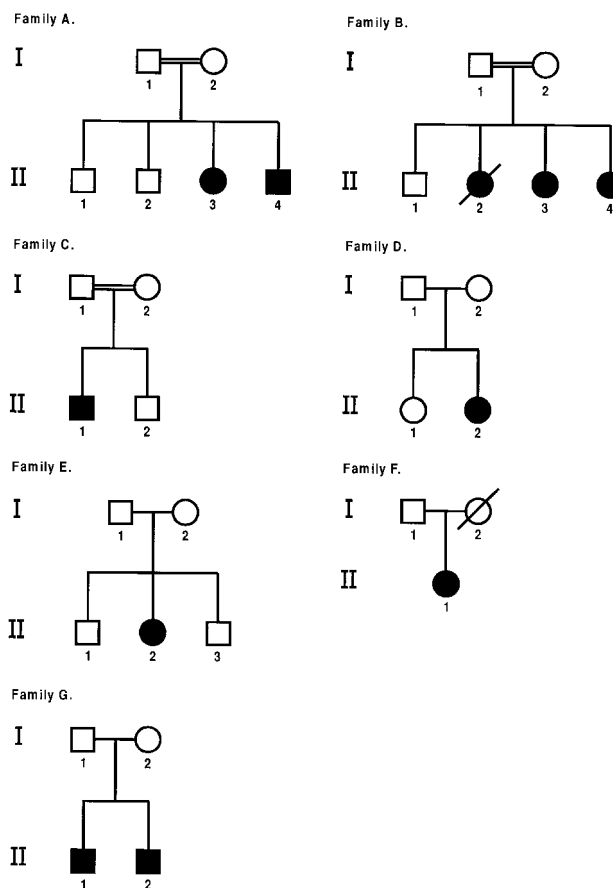 Family A.
I
1 2
II
1 2 3 4
Family B.
I
1 2
II
1 2 3 4
Family C.
I
1 2
II
1 2
Family D.
I
1 2
II
1 2
Family E.
I
1 2
II
1 2 3
Family F.
I
1 2
II
1
Family G.
I
1 2
II
1 2